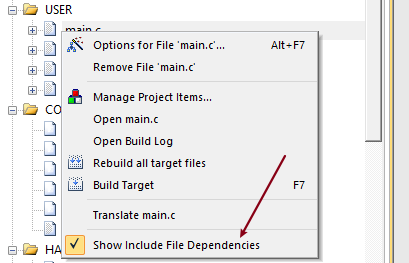 USER
main.c
Options for File 'main.c'... Alt+F7
Remove File 'main.c'
Manage Project Items...
Open main.c
Open Build Log
Rebuild all target files
Build Target F7
Translate main.c
Show Include File Dependencies
CO
HA